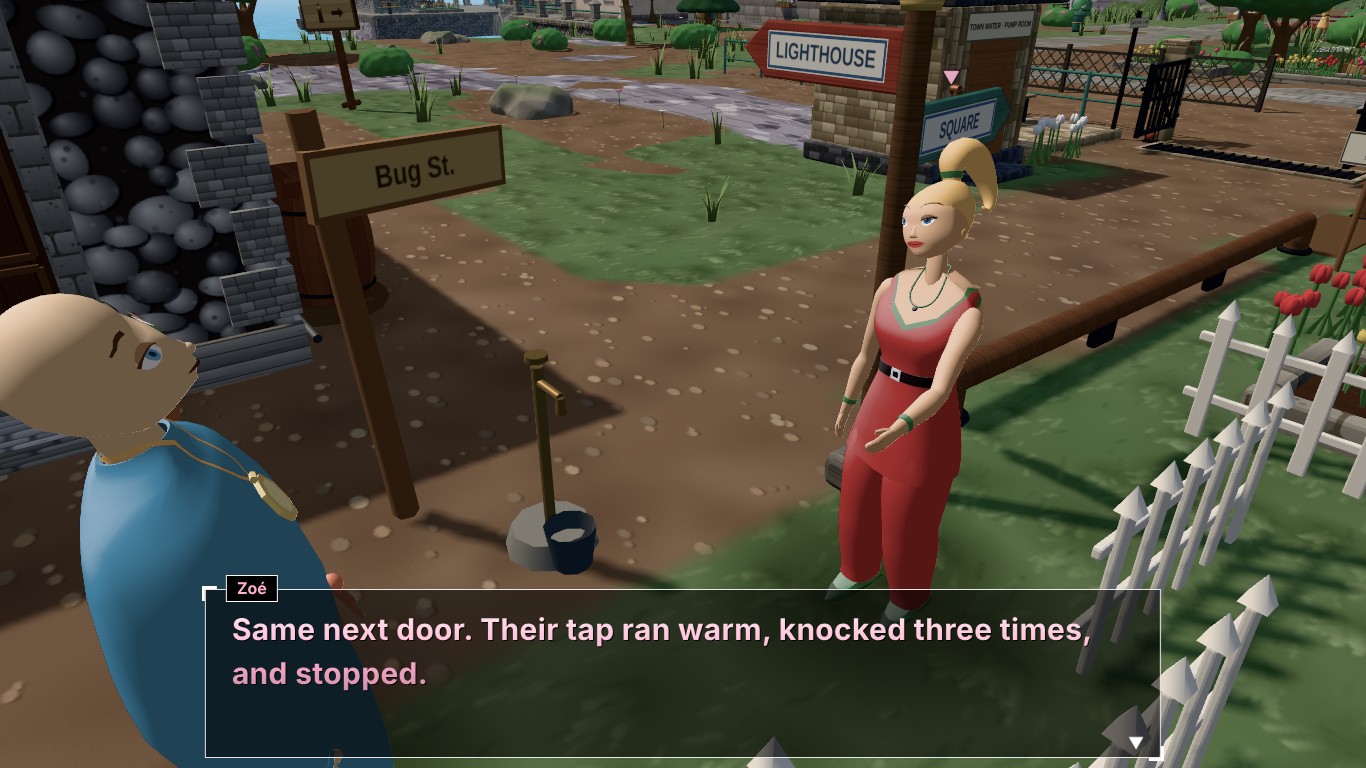 i→
LIGHTHOUSE
TOWN WATER - PUMP ROOM
SQUARE
Bug St.
Zoé
Same next door. Their tap ran warm, knocked three times,
and stopped.